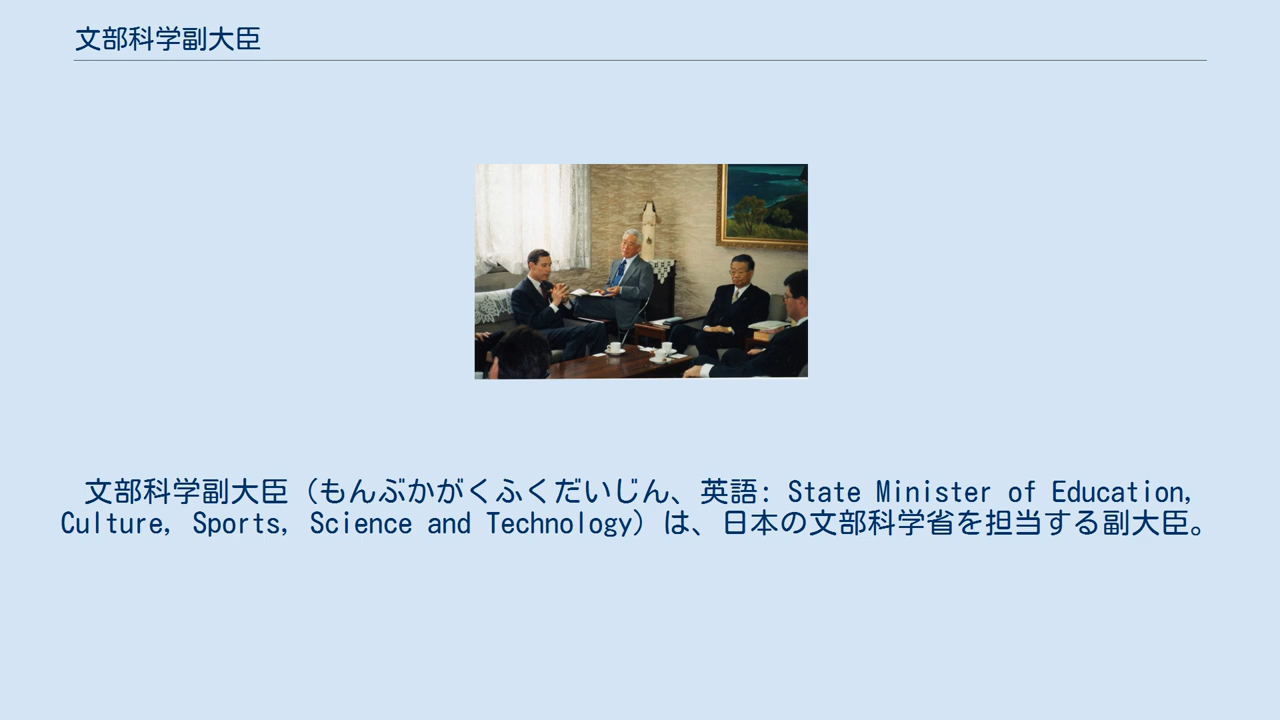 文部科学副大臣
文部科学副大臣（もんぶかがくふくだいじん、英語: State Minister of Education,
Culture, Sports, Science and Technology）は、日本の文部科学省を担当する副大臣。